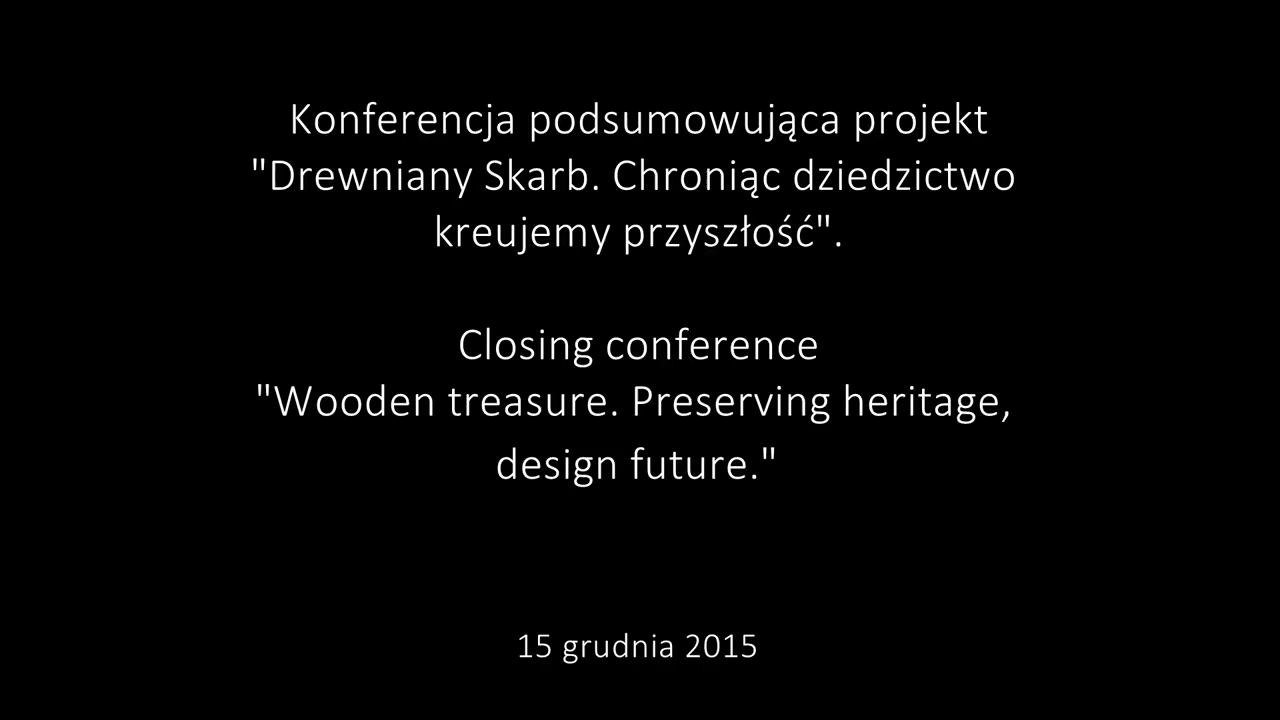 Konferencja podsumowująca projekt
"Drewniany Skarb. Chroniąc dziedzictwo
kreujemy przyszłość".
Closing conference
"Wooden treasure. Preserving heritage,
design future."
15 grudnia 2015